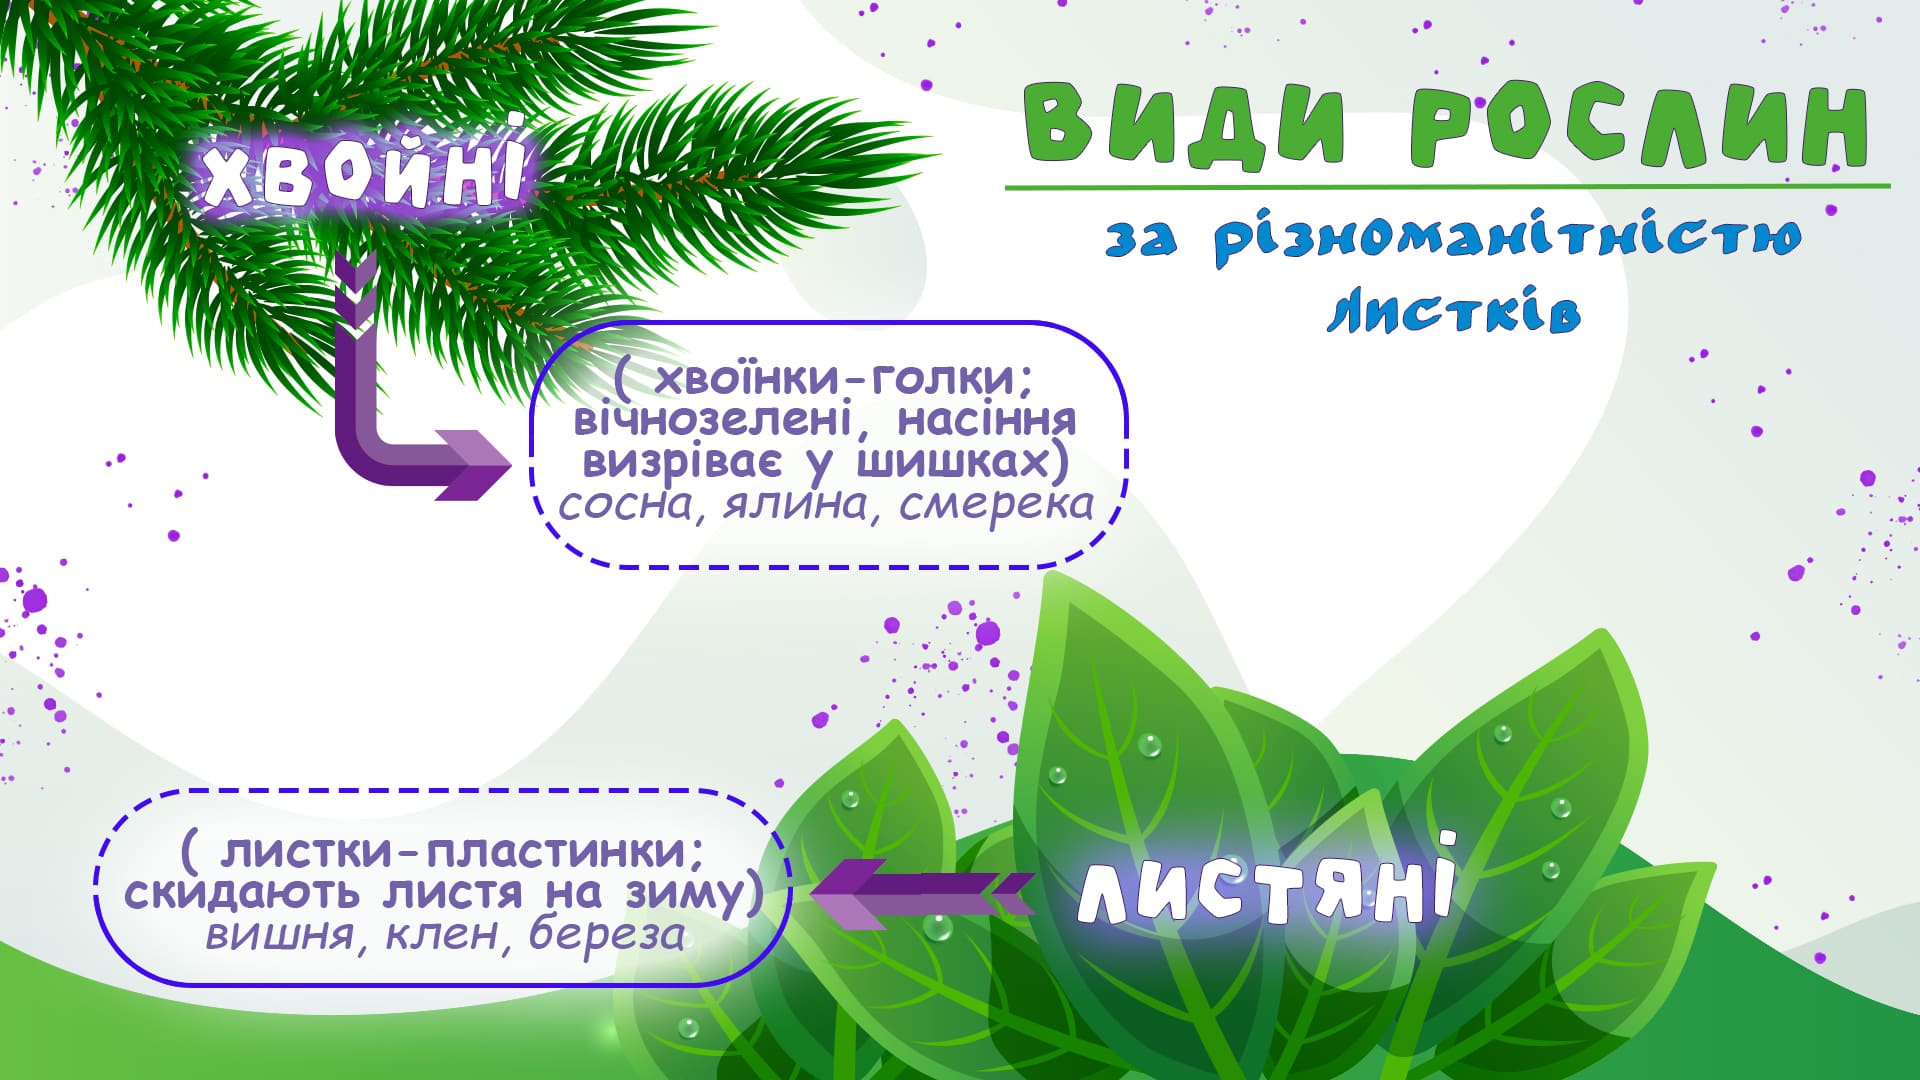 ВИДИ РОСЛИН
за різноманітністю
листків
ХВОЙНІ
( хвоїнки-голки;
вічнозелені, насіння
визріває у шишках)
сосна, ялина, смерека
ЛИСТЯНІ
( листки-пластинки;
скидають листя на зиму)
вишня, клен, береза